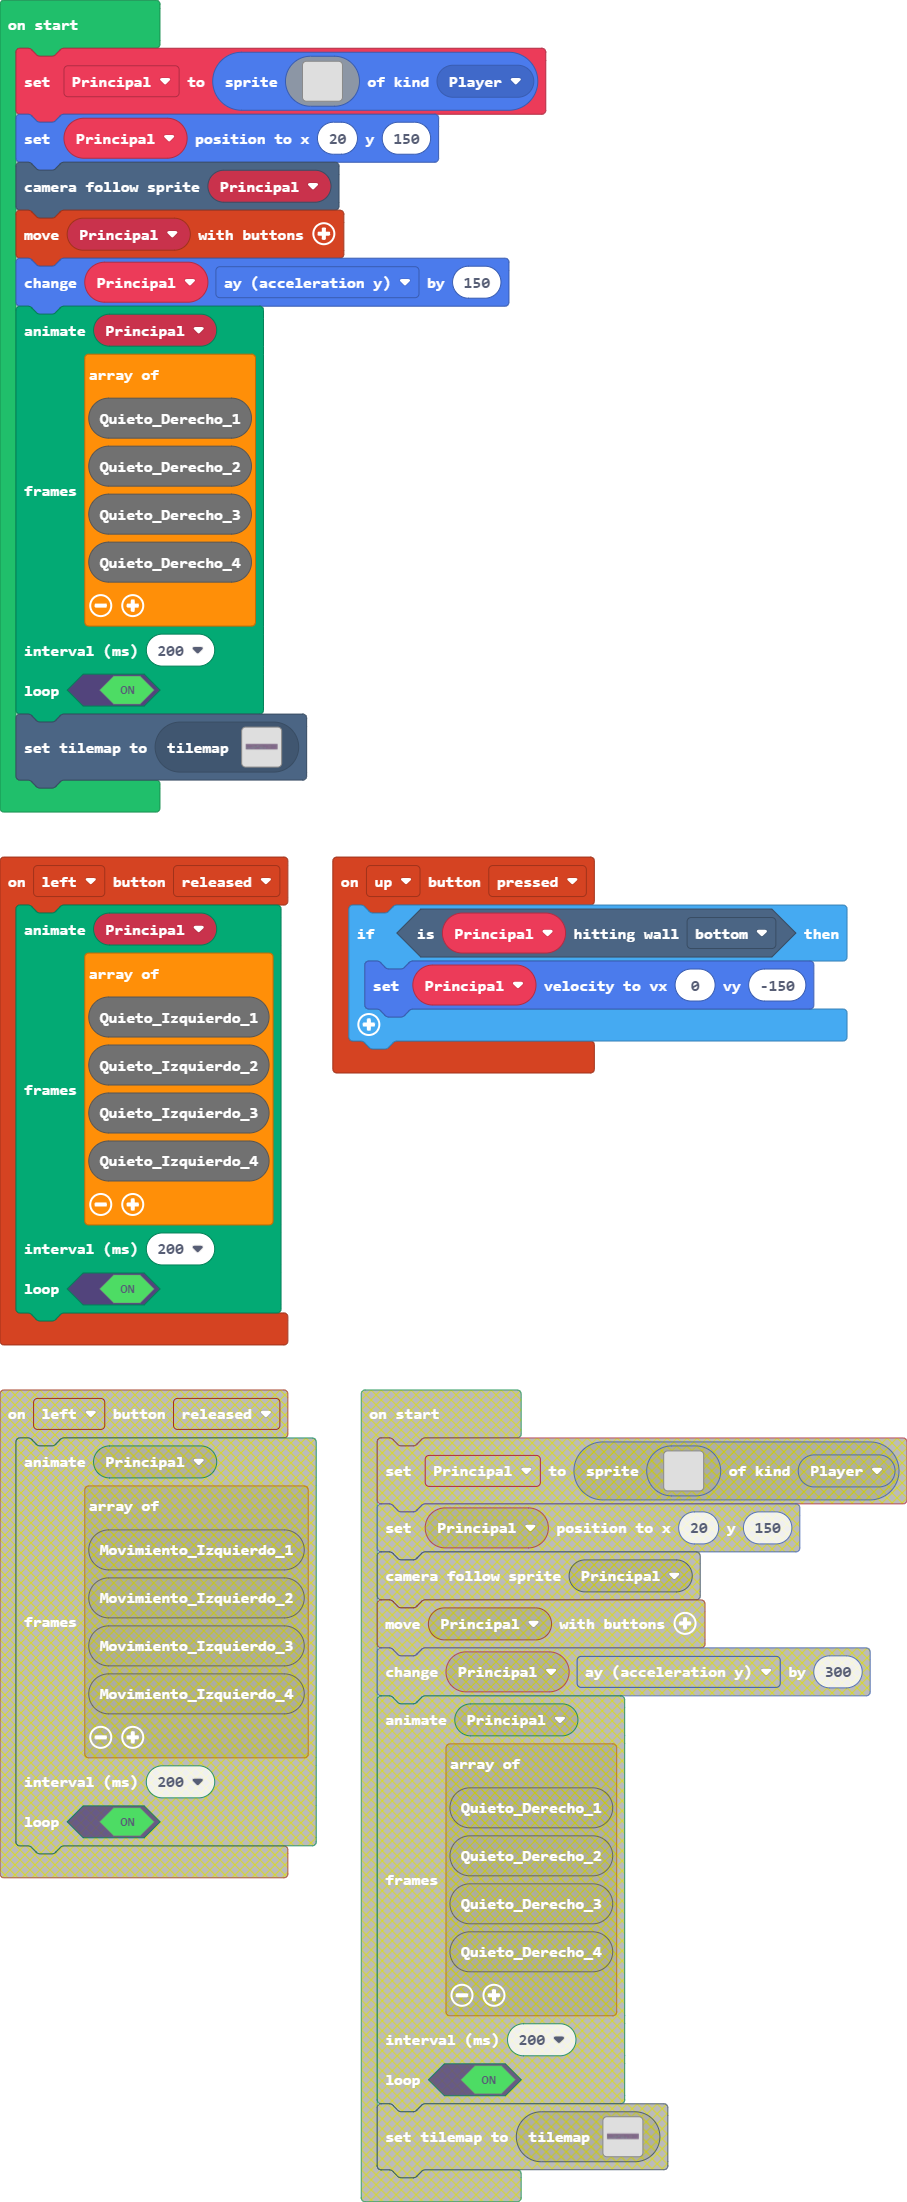 on start
set Principal to sprite of kind Player
set Principal position to x 20 y 150
camera follow sprite Principal
move Principal with buttons
change Principal ay (acceleration y) by 150
animate Principal
array of
Quieto_Derecho_1
Quieto_Derecho_2
frames
Quieto_Derecho_3
Quieto_Derecho_4
interval (ms) 200
loop ON
set tilemap to tilemap
on left button released
animate Principal
array of
Quieto_Izquierdo_1
Quieto_Izquierdo_2
frames
Quieto_Izquierdo_3
Quieto_Izquierdo_4
interval (ms) 200
loop ON
on up button pressed
if is Principal hitting wall bottom then
set Principal velocity to vx 0 vy -150
on left button released
animate Principal
array of
Movimiento_Izquierdo_1
Movimiento_Izquierdo_2
frames
Movimiento_Izquierdo_3
Movimiento_Izquierdo_4
interval (ms) 200
loop ON
on start
set Principal to sprite of kind Player
set Principal position to x 20 y 150
camera follow sprite Principal
move Principal with buttons
change Principal ay (acceleration y) by 300
animate Principal
array of
Quieto_Derecho_1
Quieto_Derecho_2
frames
Quieto_Derecho_3
Quieto_Derecho_4
interval (ms) 200
loop ON
set tilemap to tilemap